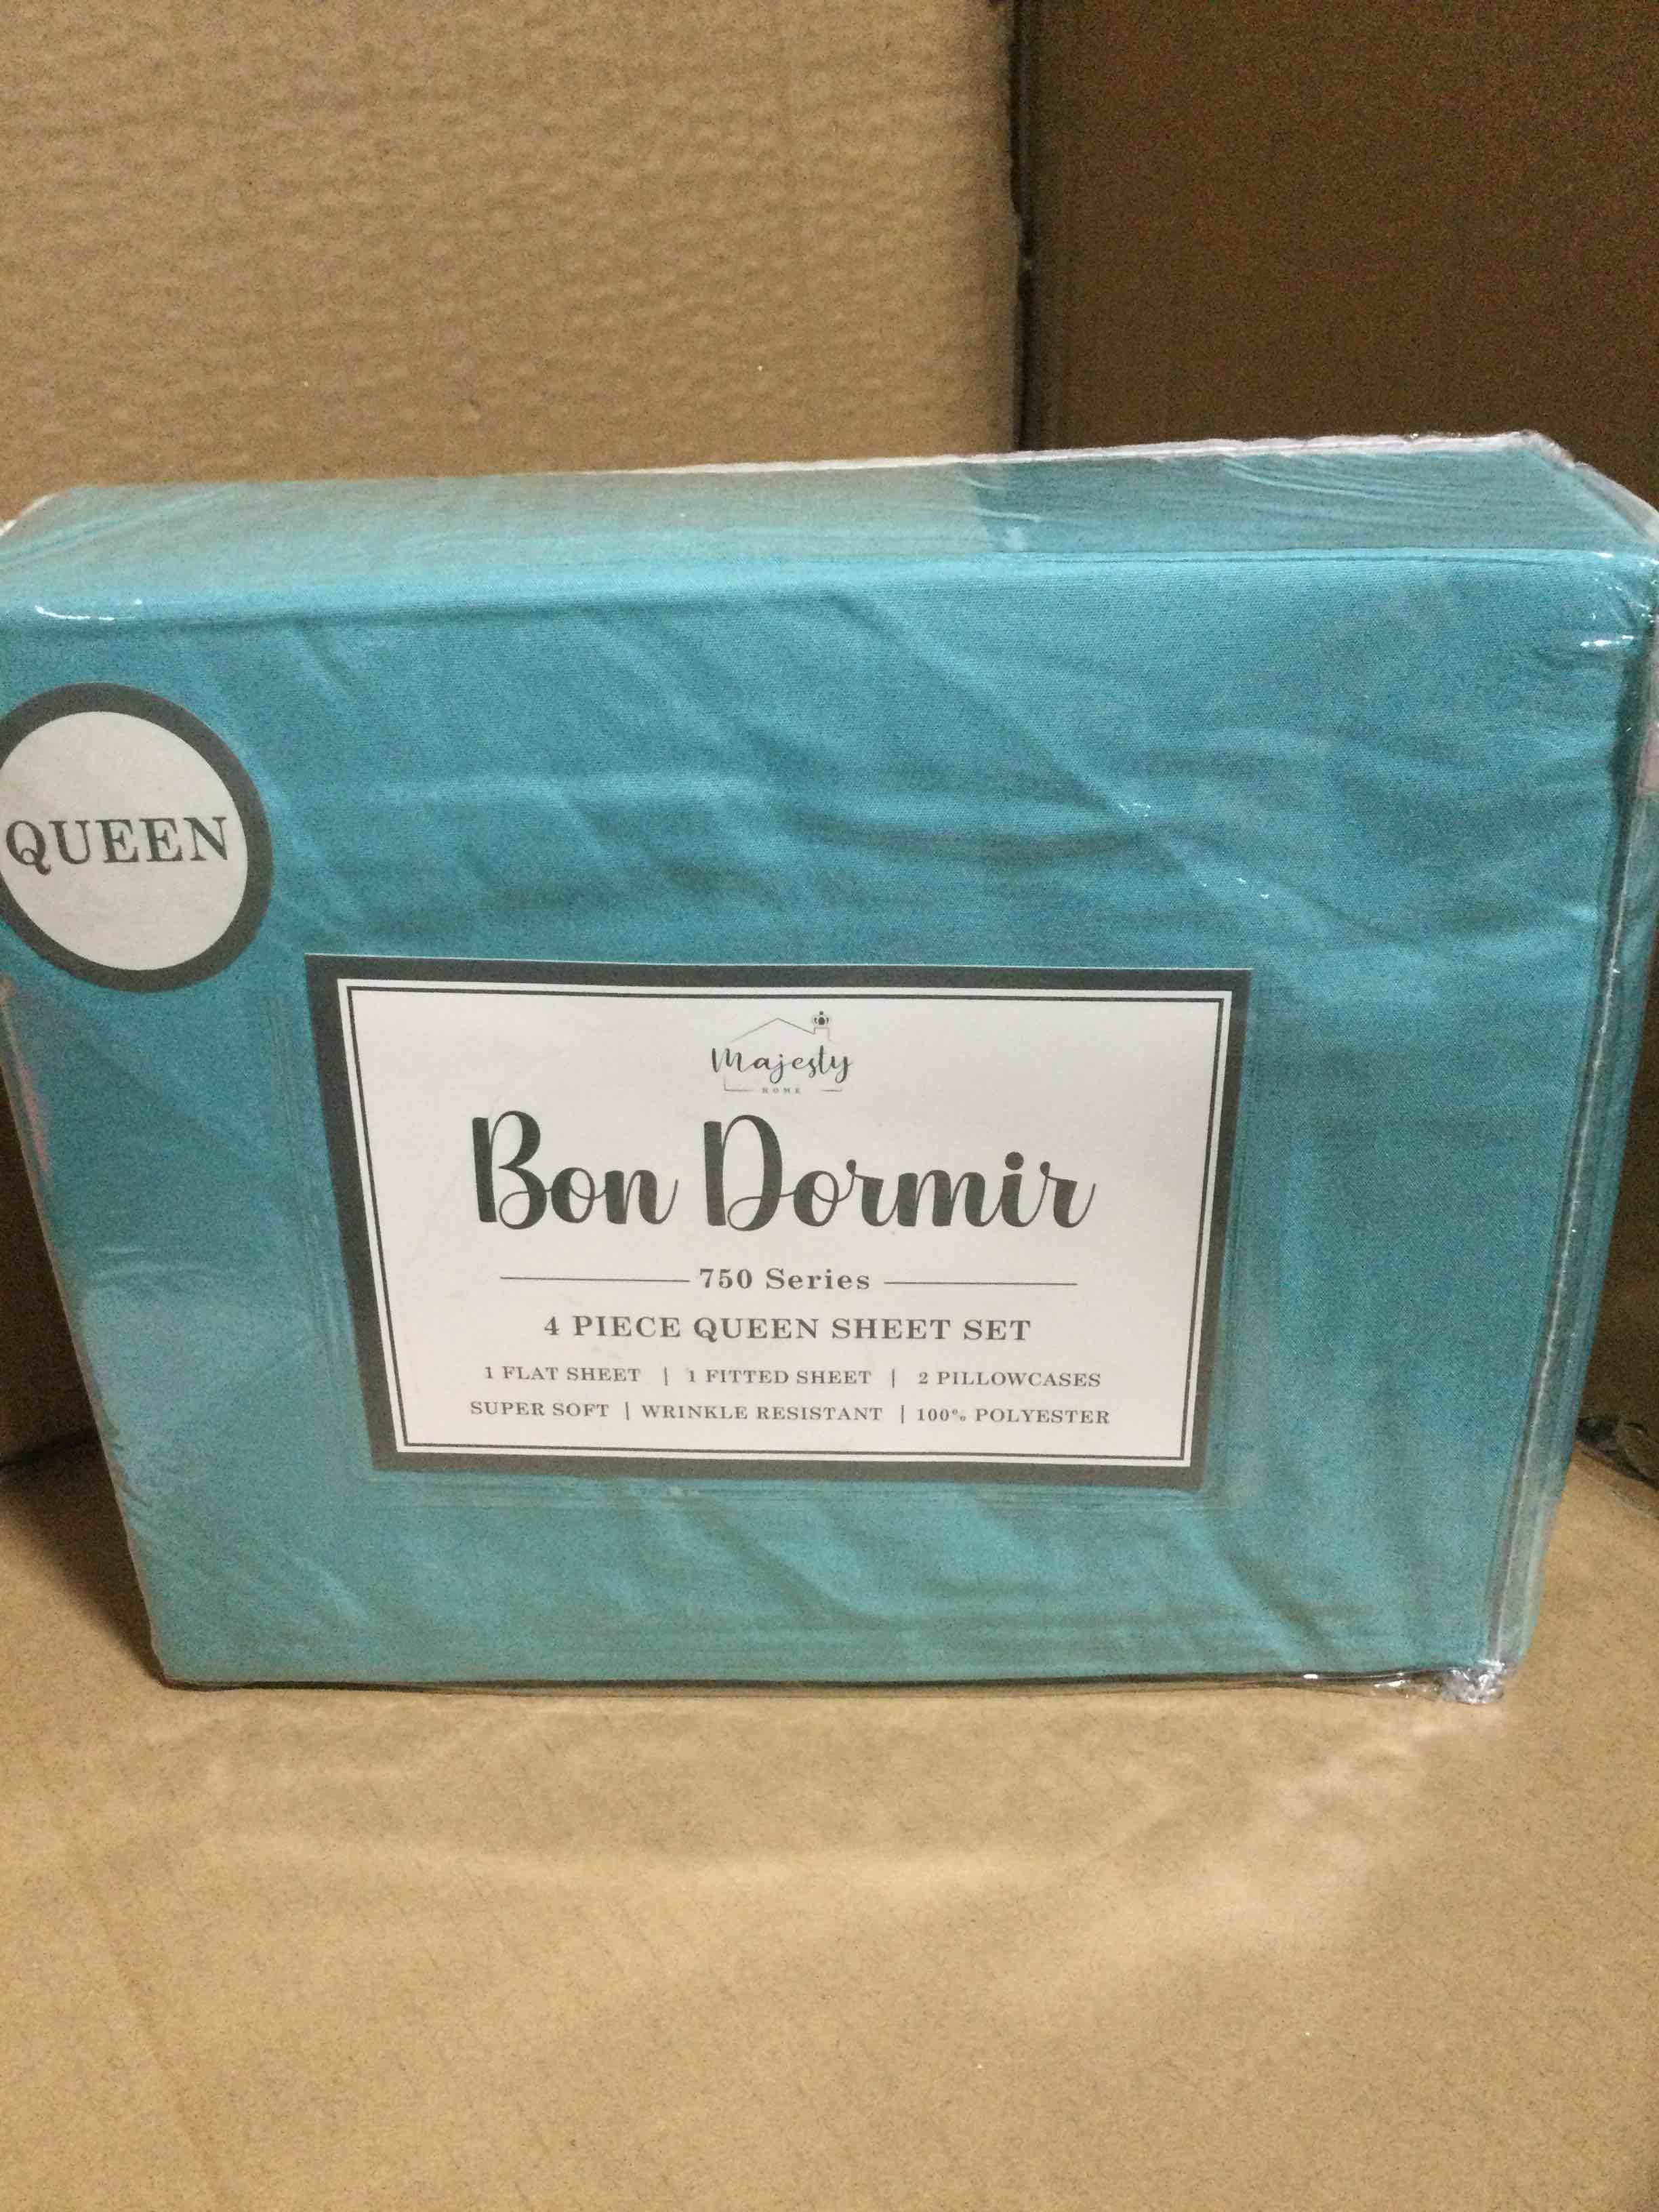 QUEEN
Majesty
HOME
Bon Dormir
750 Series
4 PIECE QUEEN SHEET SET
1 FLAT SHEET | 1 FITTED SHEET | 2 PILLOWCASES
SUPER SOFT | WRINKLE RESISTANT | 100% POLYESTER